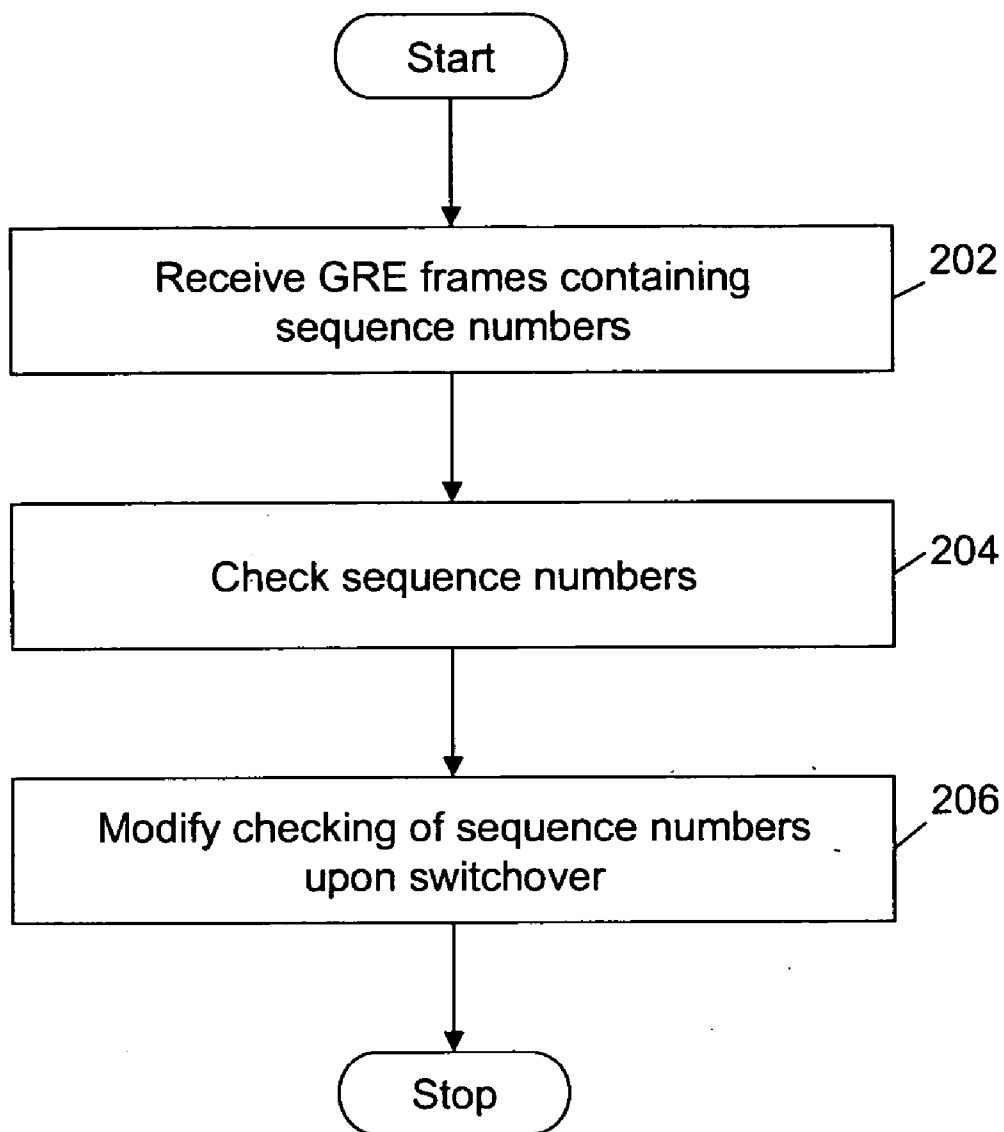 Start
Receive GRE frames containing
sequence numbers
202
Check sequence numbers
204
Modify checking of sequence numbers
upon switchover
206
Stop